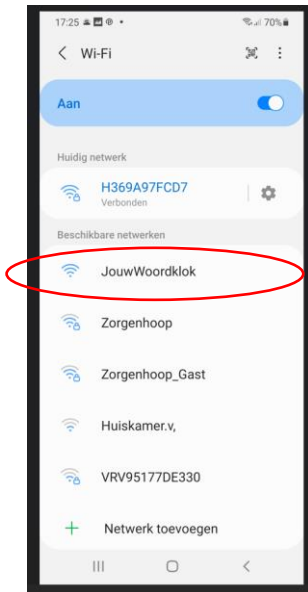 17:25
70%
Wi-Fi
Aan
Huidig netwerk
H369A97FCD7
Verbonden
Beschikbare netwerken
JouwWoordklok
Zorgenhoop
Zorgenhoop_Gast
Huiskamer.v,
VRV95177DE330
Netwerk toevoegen